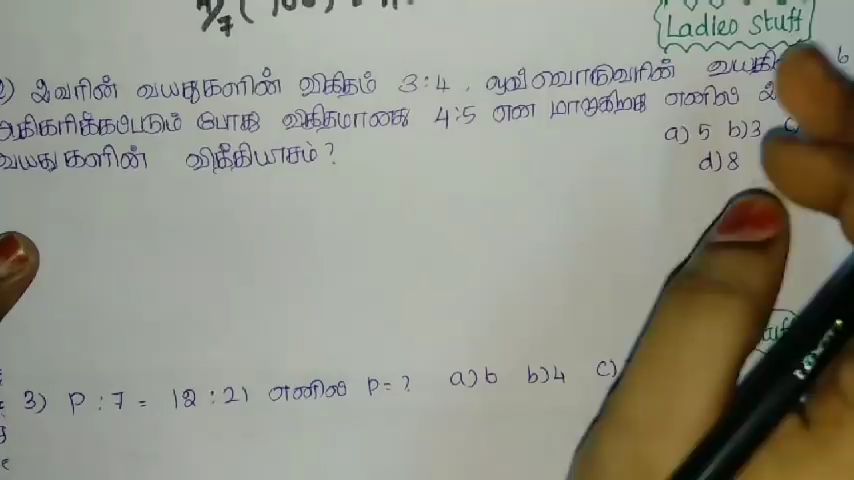 Ladies Stuff
2) இவரின் வயதுகளின் விகிதம் 3:4, ஒவ்வொருவரின் 6
அதிகரிக்கப்படும் போது விகிதமானது 4:5 என மாறுகிறது எனில்
a) 5 b) 3
வயதுகளின் வித்தியாசம்?
d) 8
3) P : 7 = 12 : 21 எனில் P = ? a) 6 b) 4 c)